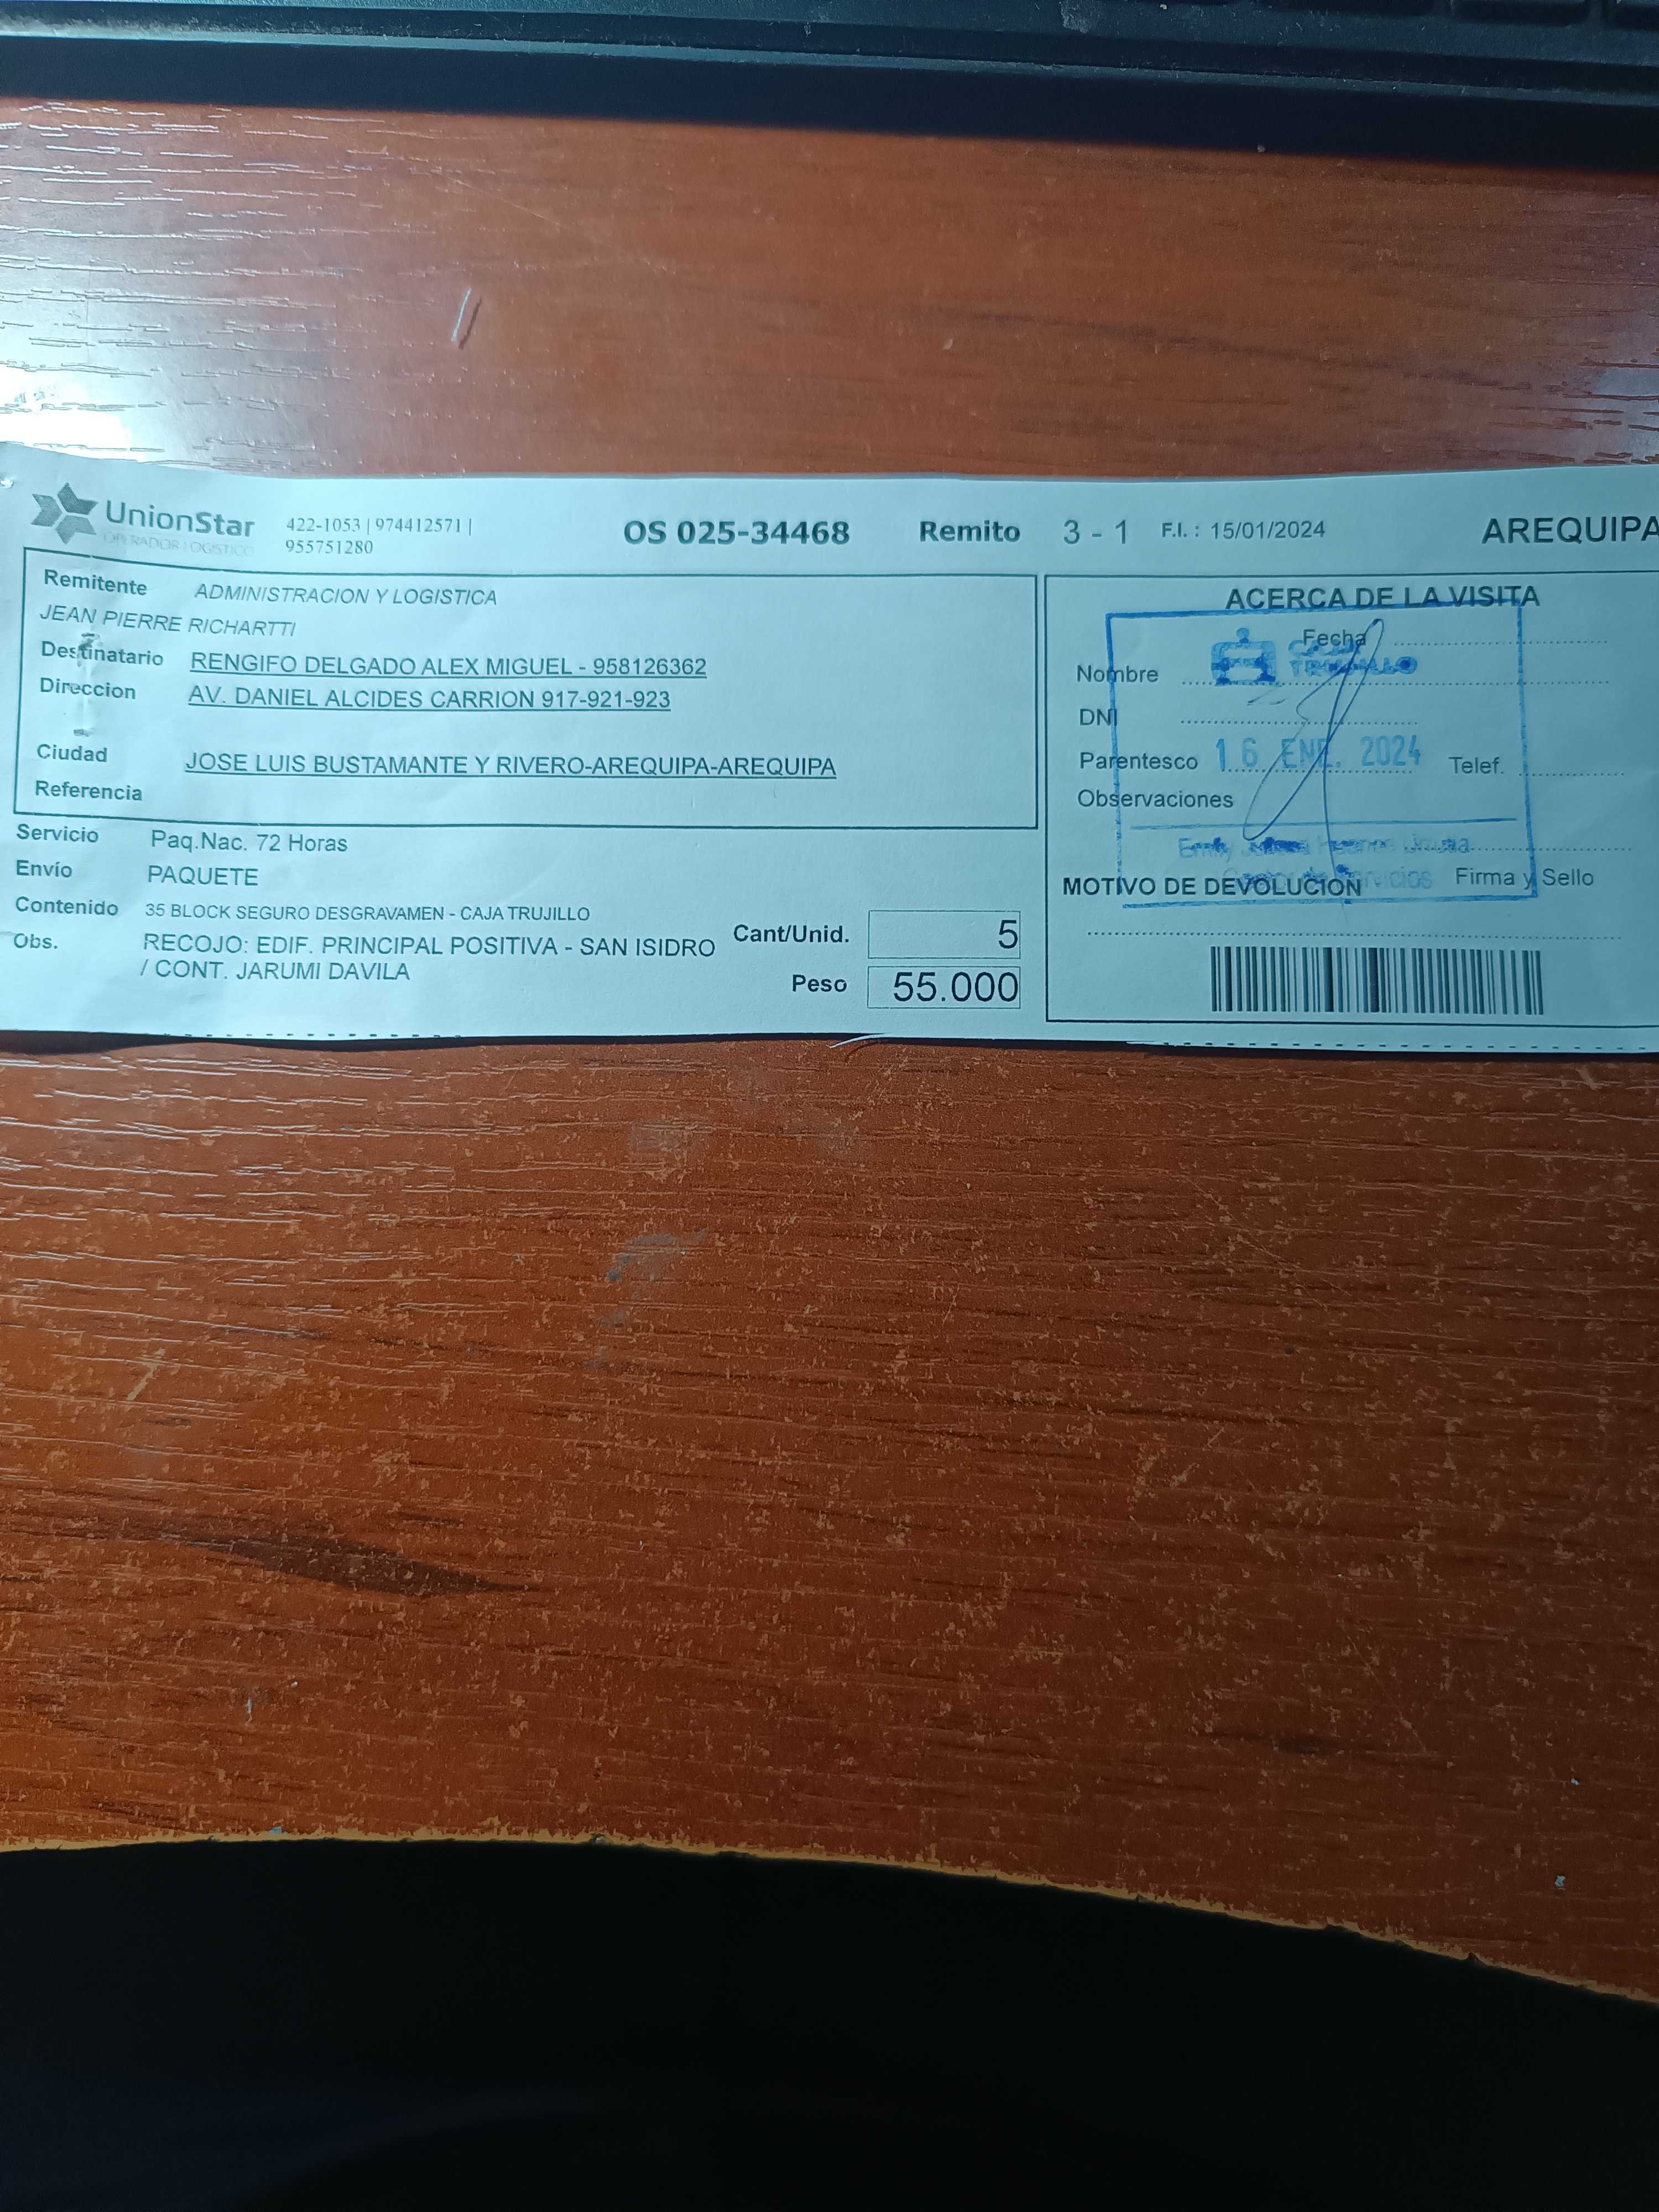 UnionStar
OPERADOR LOGISTICO
422-1053 | 974412571 |
955751280
OS 025-34468 Remito 3 - 1 F.I. : 15/01/2024 AREQUIPA
Remitente ADMINISTRACION Y LOGISTICA
JEAN PIERRE RICHARTTI
Destinatario RENGIFO DELGADO ALEX MIGUEL - 958126362
Direccion AV. DANIEL ALCIDES CARRION 917-921-923
Ciudad JOSE LUIS BUSTAMANTE Y RIVERO-AREQUIPA-AREQUIPA
Referencia
Servicio Paq.Nac. 72 Horas
Envío PAQUETE
Contenido 35 BLOCK SEGURO DESGRAVAMEN - CAJA TRUJILLO
Obs. RECOJO: EDIF. PRINCIPAL POSITIVA - SAN ISIDRO
/ CONT. JARUMI DAVILA
Cant/Unid. 5
Peso 55.000
ACERCA DE LA VISITA
Fecha
Nombre
TRUJILLO
DNI
Parentesco 16 ENE. 2024 Telef.
Observaciones
Emily
Firma y Sello
MOTIVO DE DEVOLUCION